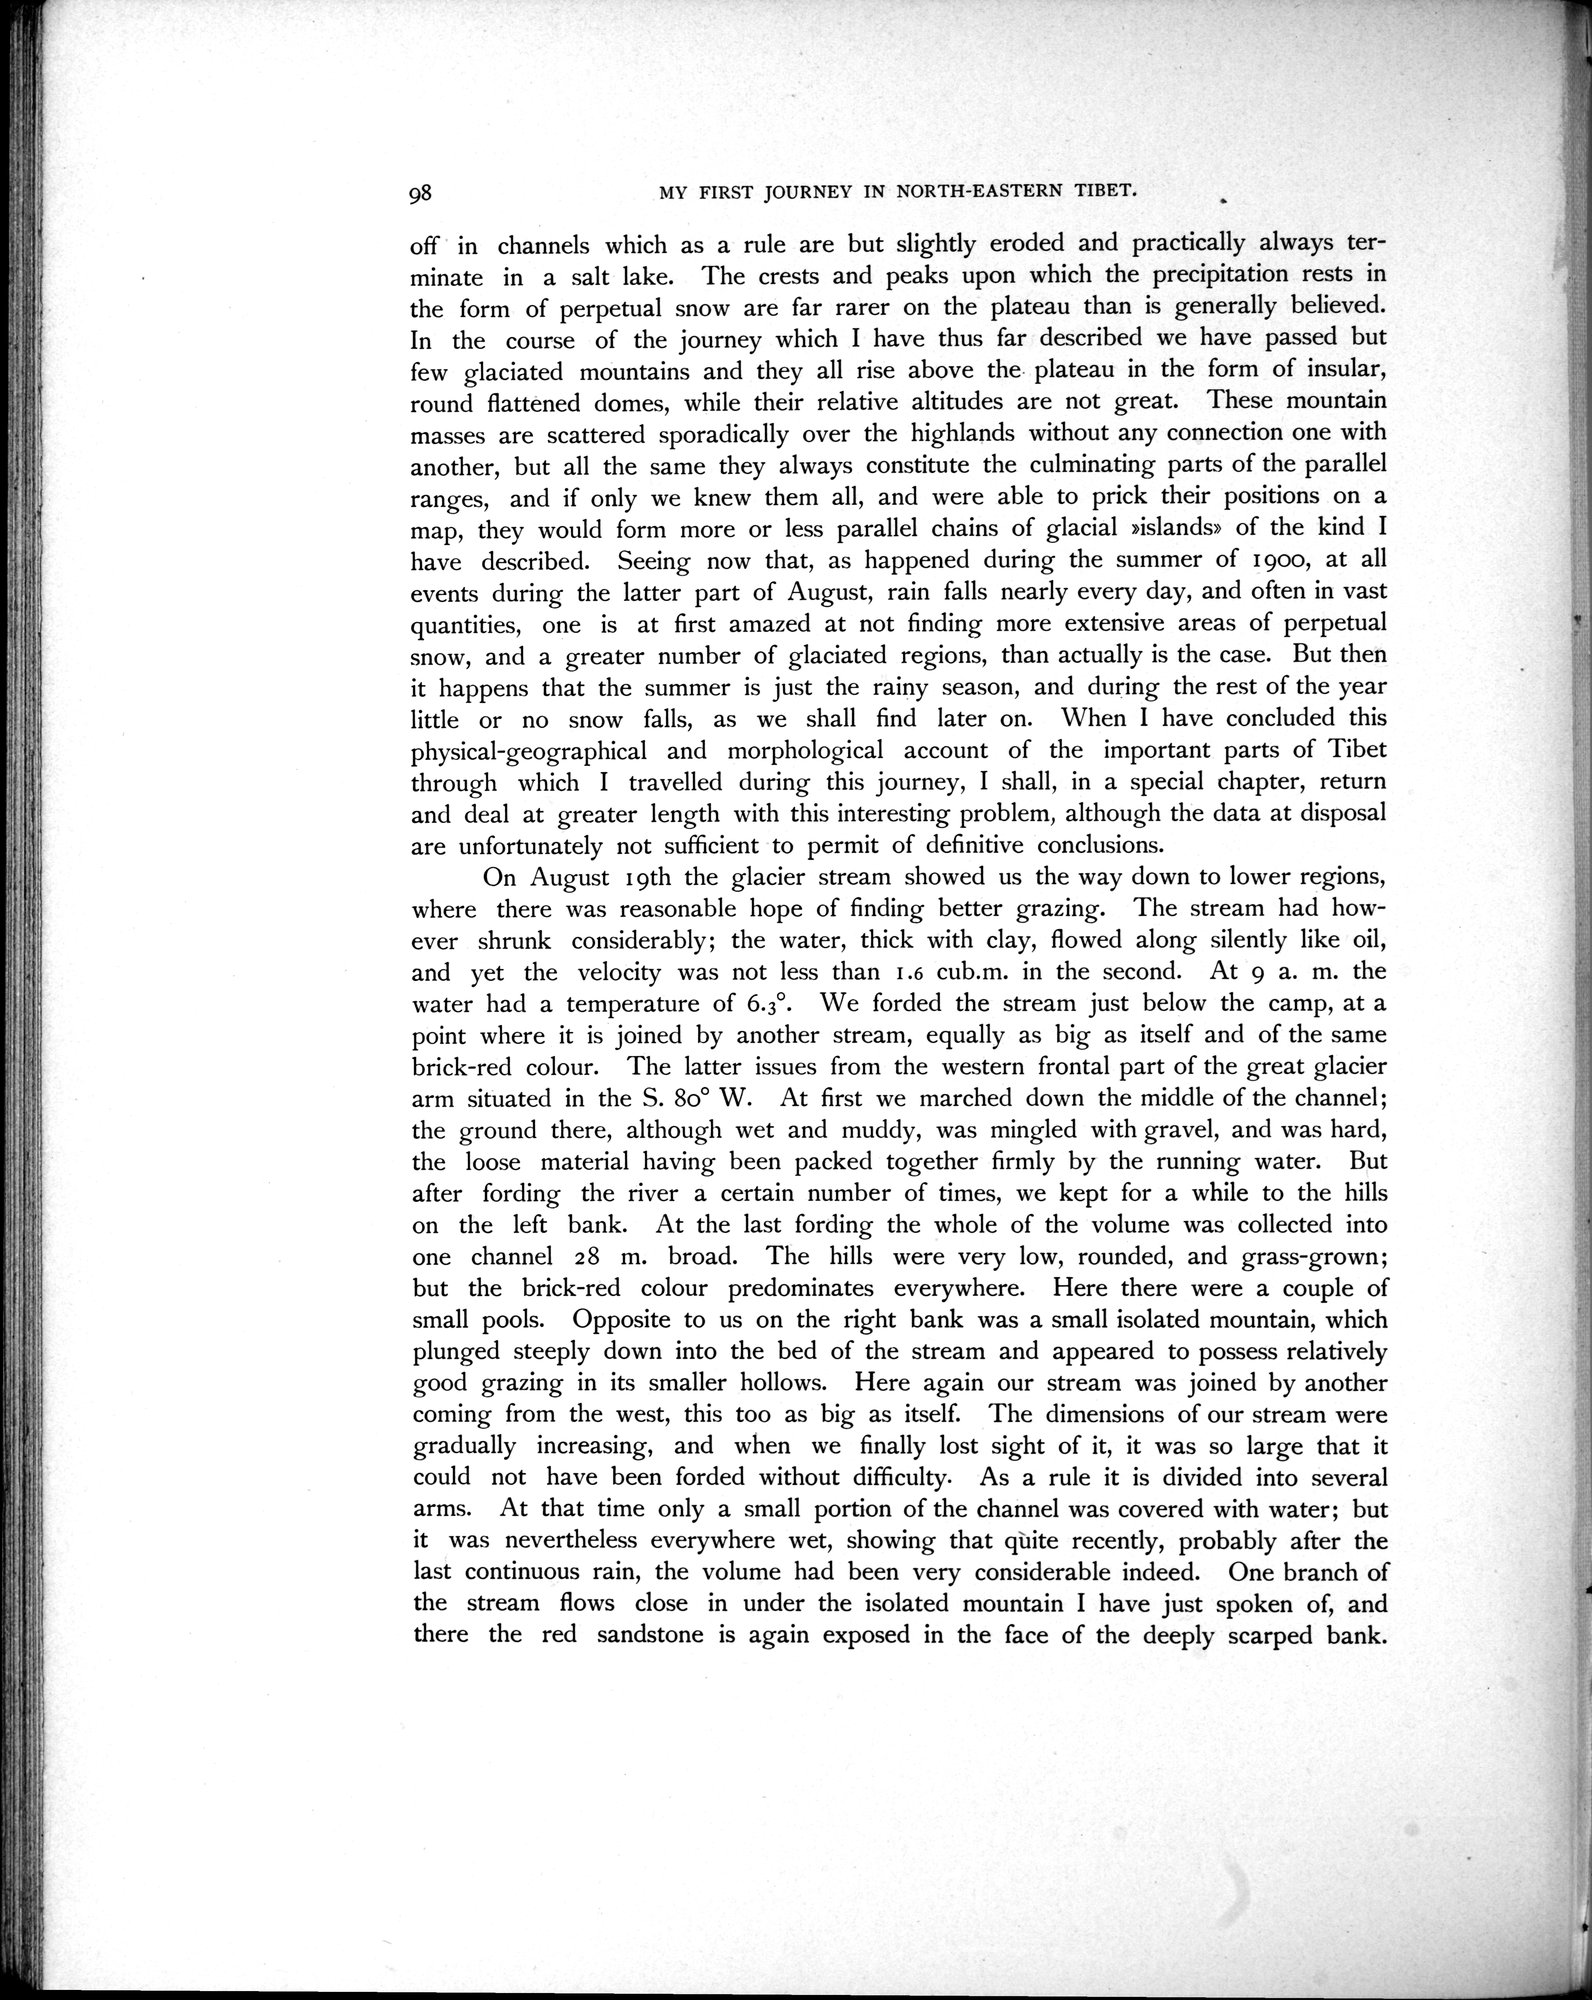 98 MY FIRST JOURNEY IN NORTH-EASTERN TIBET.
off in channels which as a rule are but slightly eroded and practically always ter-
minate in a salt lake. The crests and peaks upon which the precipitation rests in
the form of perpetual snow are far rarer on the plateau than is generally believed.
In the course of the journey which I have thus far described we have passed but
few glaciated mountains and they all rise above the plateau in the form of insular,
round flattened domes, while their relative altitudes are not great. These mountain
masses are scattered sporadically over the highlands without any connection one with
another, but all the same they always constitute the culminating parts of the parallel
ranges, and if only we knew them all, and were able to prick their positions on a
map, they would form more or less parallel chains of glacial »islands» of the kind I
have described. Seeing now that, as happened during the summer of 1900, at all
events during the latter part of August, rain falls nearly every day, and often in vast
quantities, one is at first amazed at not finding more extensive areas of perpetual
snow, and a greater number of glaciated regions, than actually is the case. But then
it happens that the summer is just the rainy season, and during the rest of the year
little or no snow falls, as we shall find later on. When I have concluded this
physical-geographical and morphological account of the important parts of Tibet
through which I travelled during this journey, I shall, in a special chapter, return
and deal at greater length with this interesting problem, although the data at disposal
are unfortunately not sufficient to permit of definitive conclusions.
On August 19th the glacier stream showed us the way down to lower regions,
where there was reasonable hope of finding better grazing. The stream had how-
ever shrunk considerably; the water, thick with clay, flowed along silently like oil,
and yet the velocity was not less than 1.6 cub.m. in the second. At 9 a. m. the
water had a temperature of 6.3°. We forded the stream just below the camp, at a
point where it is joined by another stream, equally as big as itself and of the same
brick-red colour. The latter issues from the western frontal part of the great glacier
arm situated in the S. 80° W. At first we marched down the middle of the channel;
the ground there, although wet and muddy, was mingled with gravel, and was hard,
the loose material having been packed together firmly by the running water. But
after fording the river a certain number of times, we kept for a while to the hills
on the left bank. At the last fording the whole of the volume was collected into
one channel 28 m. broad. The hills were very low, rounded, and grass-grown;
but the brick-red colour predominates everywhere. Here there were a couple of
small pools. Opposite to us on the right bank was a small isolated mountain, which
plunged steeply down into the bed of the stream and appeared to possess relatively
good grazing in its smaller hollows. Here again our stream was joined by another
coming from the west, this too as big as itself. The dimensions of our stream were
gradually increasing, and when we finally lost sight of it, it was so large that it
could not have been forded without difficulty. As a rule it is divided into several
arms. At that time only a small portion of the channel was covered with water; but
it was nevertheless everywhere wet, showing that quite recently, probably after the
last continuous rain, the volume had been very considerable indeed. One branch of
the stream flows close in under the isolated mountain I have just spoken of, and
there the red sandstone is again exposed in the face of the deeply scarped bank.